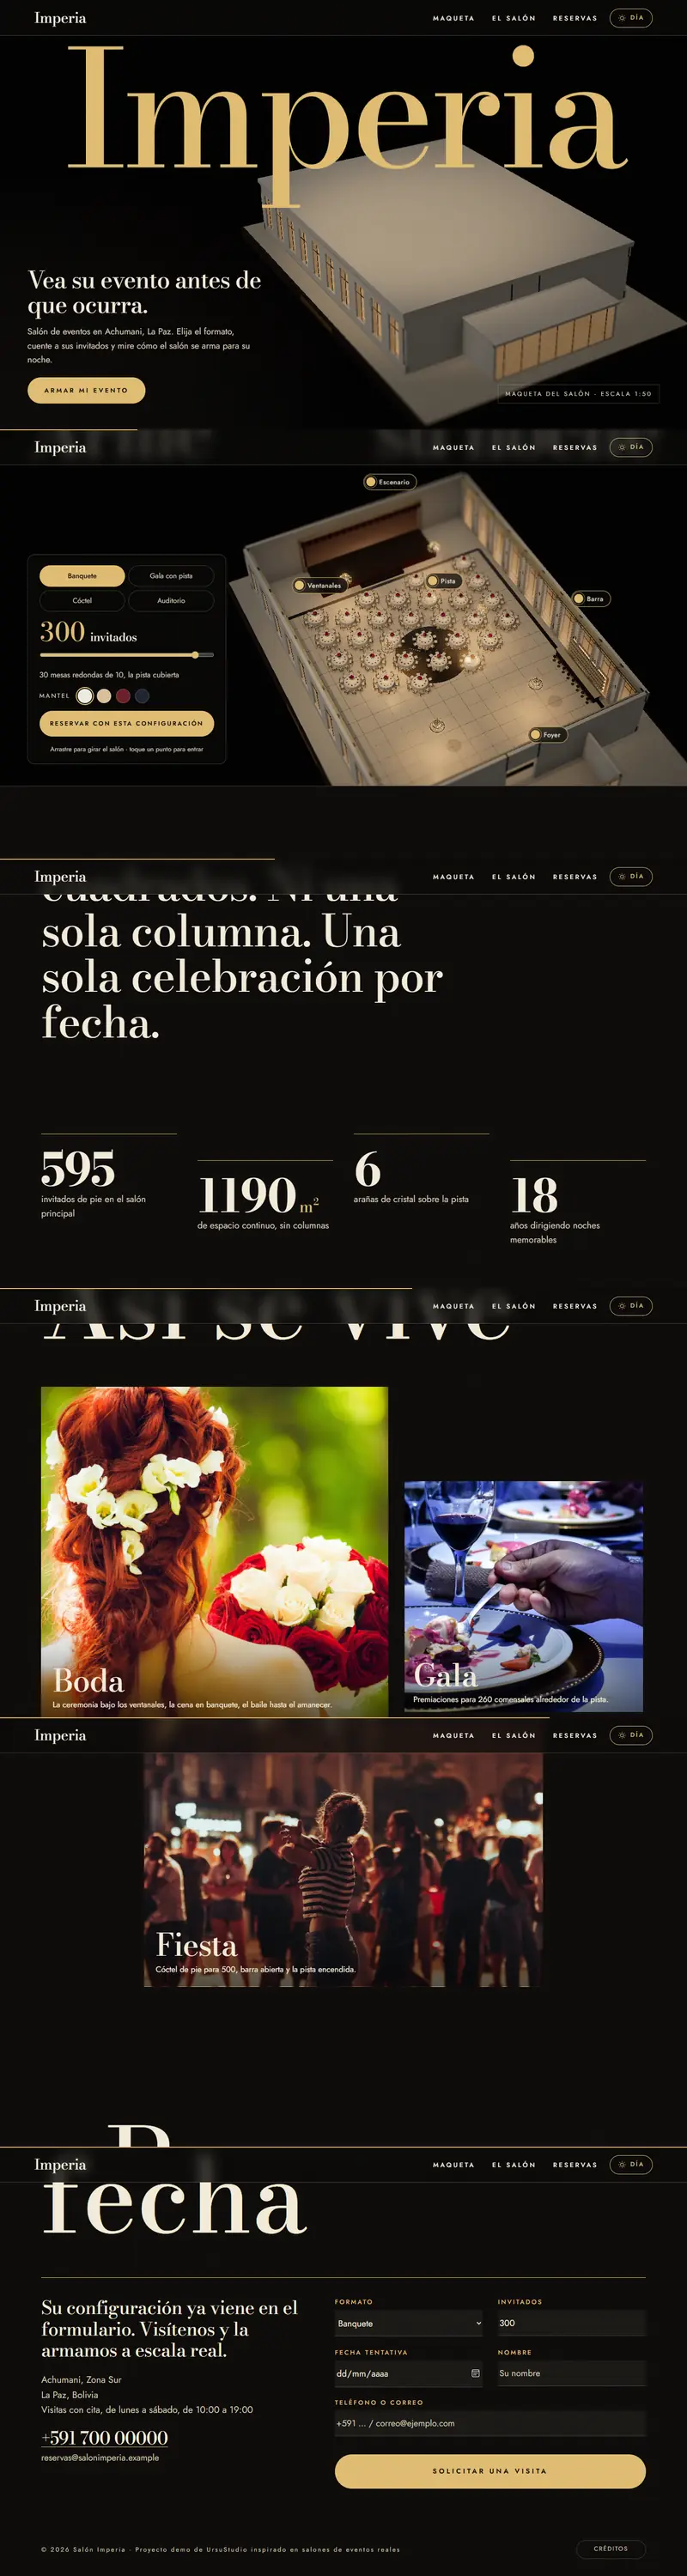 Imperia
MAQUETA EL SALÓN RESERVAS DÍA
Imperia
Vea su evento antes de
que ocurra.
Salón de eventos en Achumani, La Paz. Elija el formato,
cuente a sus invitados y mire cómo el salón se arma para su
noche.
ARMAR MI EVENTO
MAQUETA DEL SALÓN · ESCALA 1:50
Imperia
MAQUETA EL SALÓN RESERVAS DÍA
Escenario
Ventanales
Pista
Barra
Foyer
Banquete
Gala con pista
Cóctel
Auditorio
300 invitados
30 mesas redondas de 10, la pista cubierta
MANTEL
RESERVAR CON ESTA CONFIGURACIÓN
Arrastre para girar el salón · toque un punto para entrar
Imperia
MAQUETA EL SALÓN RESERVAS DÍA
cuadrados. Ni una
sola columna. Una
sola celebración por
fecha.
595
invitados de pie en el salón
principal
1190 m²
de espacio continuo, sin columnas
6
arañas de cristal sobre la pista
18
años dirigiendo noches
memorables
Imperia
MAQUETA EL SALÓN RESERVAS DÍA
Así se vive
Boda
La ceremonia bajo los ventanales, la cena en banquete, el baile hasta el amanecer.
Gala
Premiaciones para 260 comensales alrededor de la pista.
Imperia
MAQUETA EL SALÓN RESERVAS DÍA
Fiesta
Cóctel de pie para 500, barra abierta y la pista encendida.
Imperia
MAQUETA EL SALÓN RESERVAS DÍA
fecha
Su configuración ya viene en el
formulario. Visítenos y la
armamos a escala real.
Achumani, Zona Sur
La Paz, Bolivia
Visitas con cita, de lunes a sábado, de 10:00 a 19:00
+591 700 00000
reservas@salonimperia.example
FORMATO
Banquete
INVITADOS
300
FECHA TENTATIVA
dd/mm/aaaa
NOMBRE
Su nombre
TELÉFONO O CORREO
+591 ... / correo@ejemplo.com
SOLICITAR UNA VISITA
© 2026 Salón Imperia · Proyecto demo de UrsuStudio inspirado en salones de eventos reales
CRÉDITOS